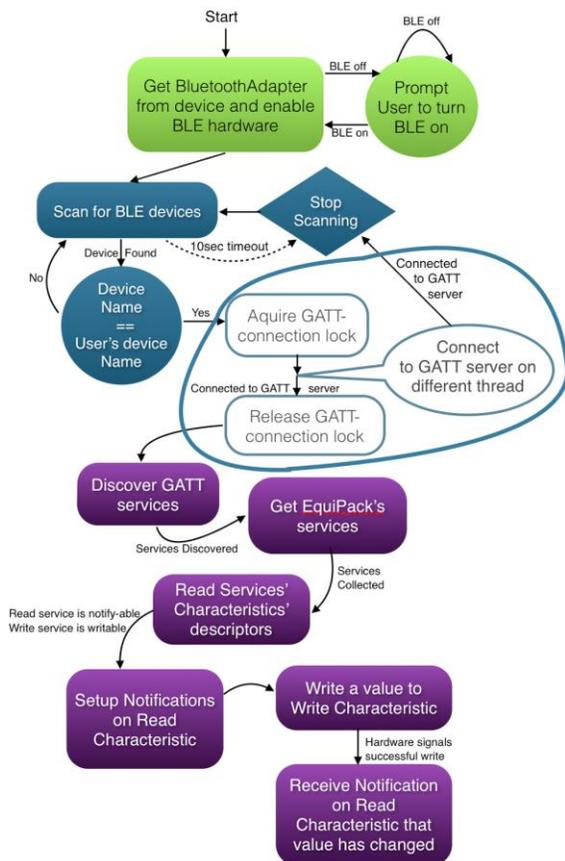 Start
BLE off
BLE off
Get BluetoothAdapter
from device and enable
BLE hardware
Prompt
User to turn
BLE on
BLE on
Scan for BLE devices
Stop
Scanning
Device Found
10sec timeout
No
Connected
to GATT
server
Device
Name
==
User's device
Name
Yes
Aquire GATT-
connection lock
Connect
to GATT server on
different thread
Connected to GATT server
Release GATT-
connection lock
Discover GATT
services
Get EquiPack's
services
Services Discovered
Services
Collected
Read Services'
Characteristics'
descriptors
Read service is notify-able
Write service is writable
Setup Notifications
on Read
Characteristic
Write a value to
Write Characteristic
Hardware signals
successful write
Receive Notification
on Read
Characteristic that
value has changed